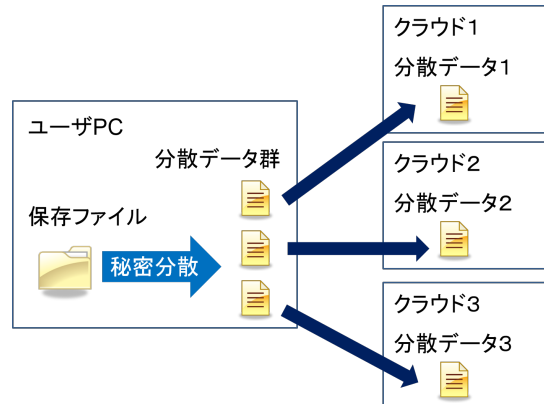 ユーザPC
分散データ群
保存ファイル
秘密分散
クラウド1
分散データ1
クラウド2
分散データ2
クラウド3
分散データ3